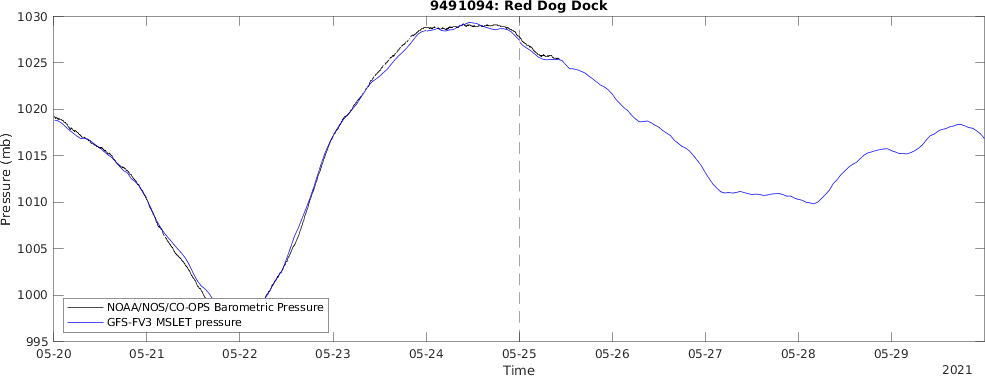 9491094: Red Dog Dock
1030
1025
1020
1015
1010
1005
1000
995
Pressure (mb)
NOAA/NOS/CO-OPS Barometric Pressure
GFS-FV3 MSLET pressure
05-20 05-21 05-22 05-23 05-24 05-25 05-26 05-27 05-28 05-29
Time
2021